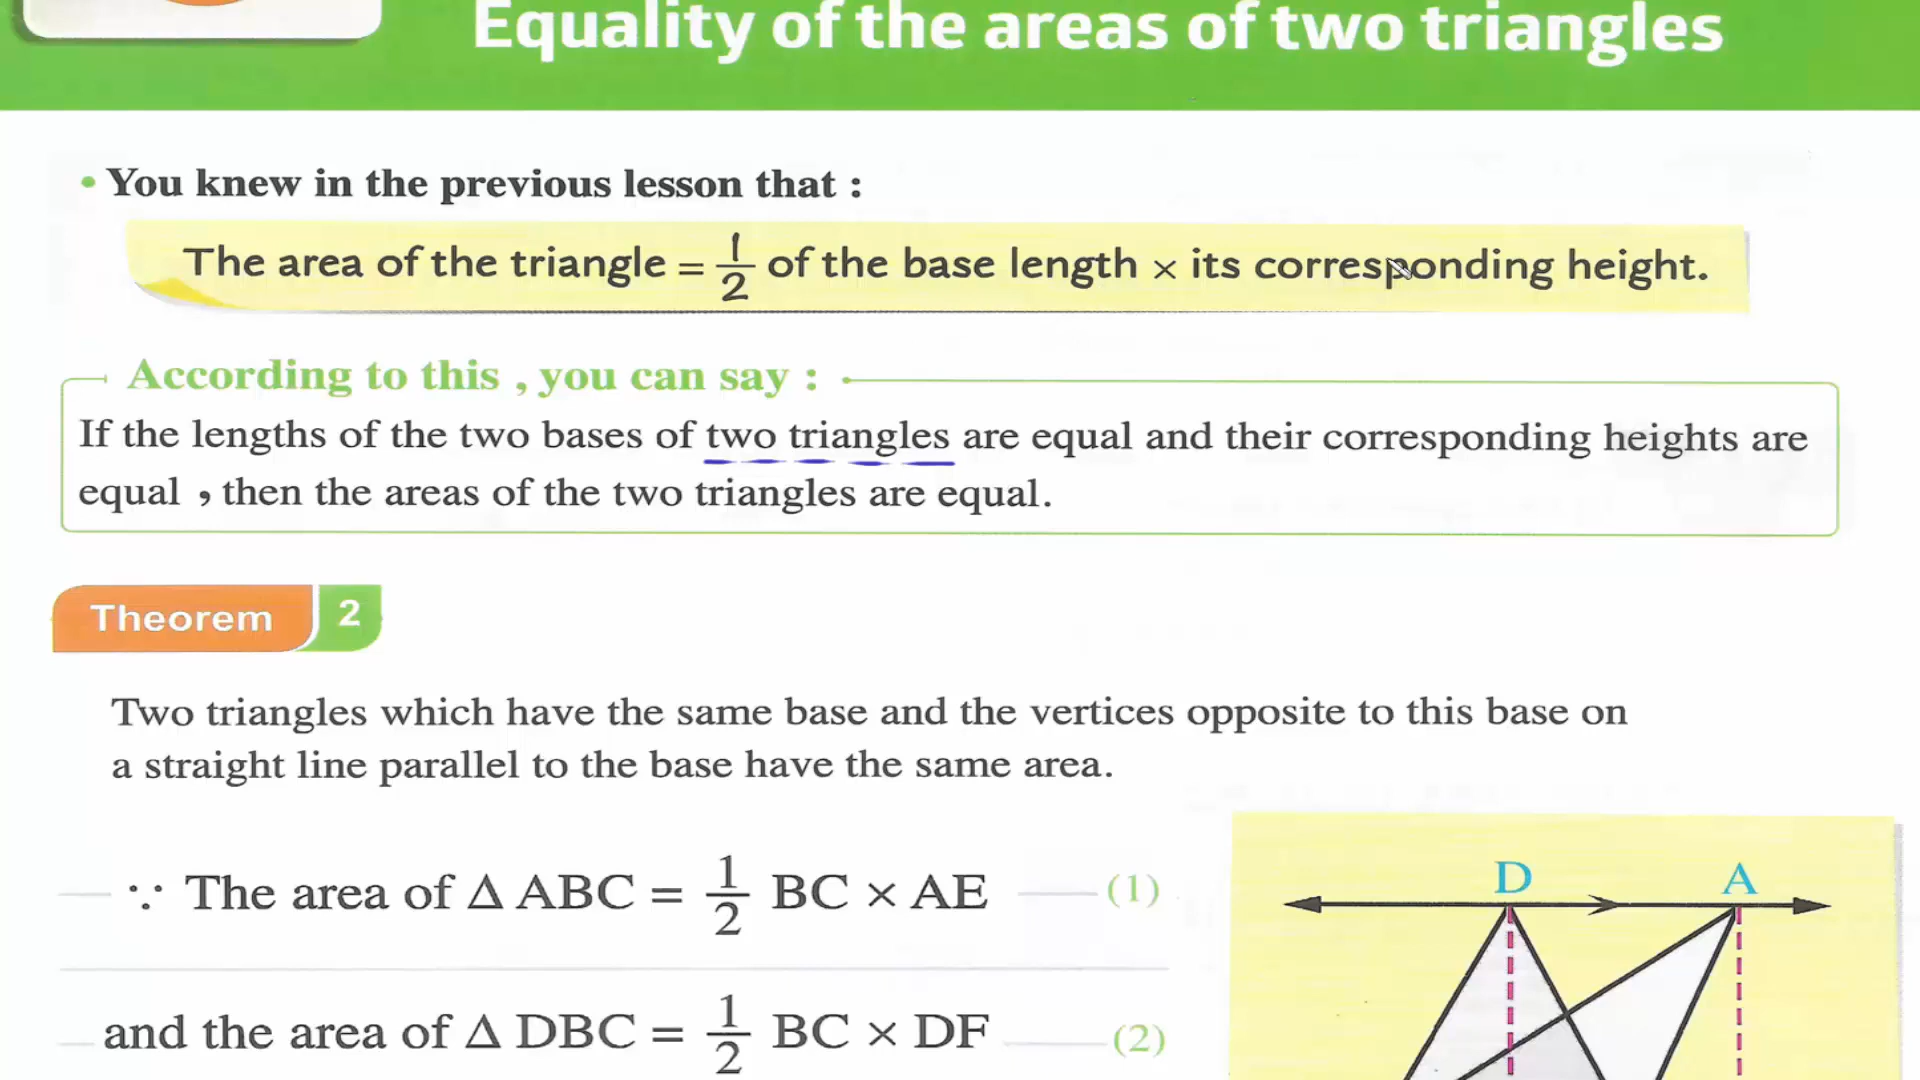 Equality of the areas of two triangles
• You knew in the previous lesson that :
The area of the triangle = 1/2 of the base length × its corresponding height.
According to this , you can say :
If the lengths of the two bases of two triangles are equal and their corresponding heights are
equal , then the areas of the two triangles are equal.
Theorem 2
Two triangles which have the same base and the vertices opposite to this base on
a straight line parallel to the base have the same area.
∵ The area of Δ ABC = 1/2 BC × AE (1)
and the area of Δ DBC = 1/2 BC × DF (2)
D A